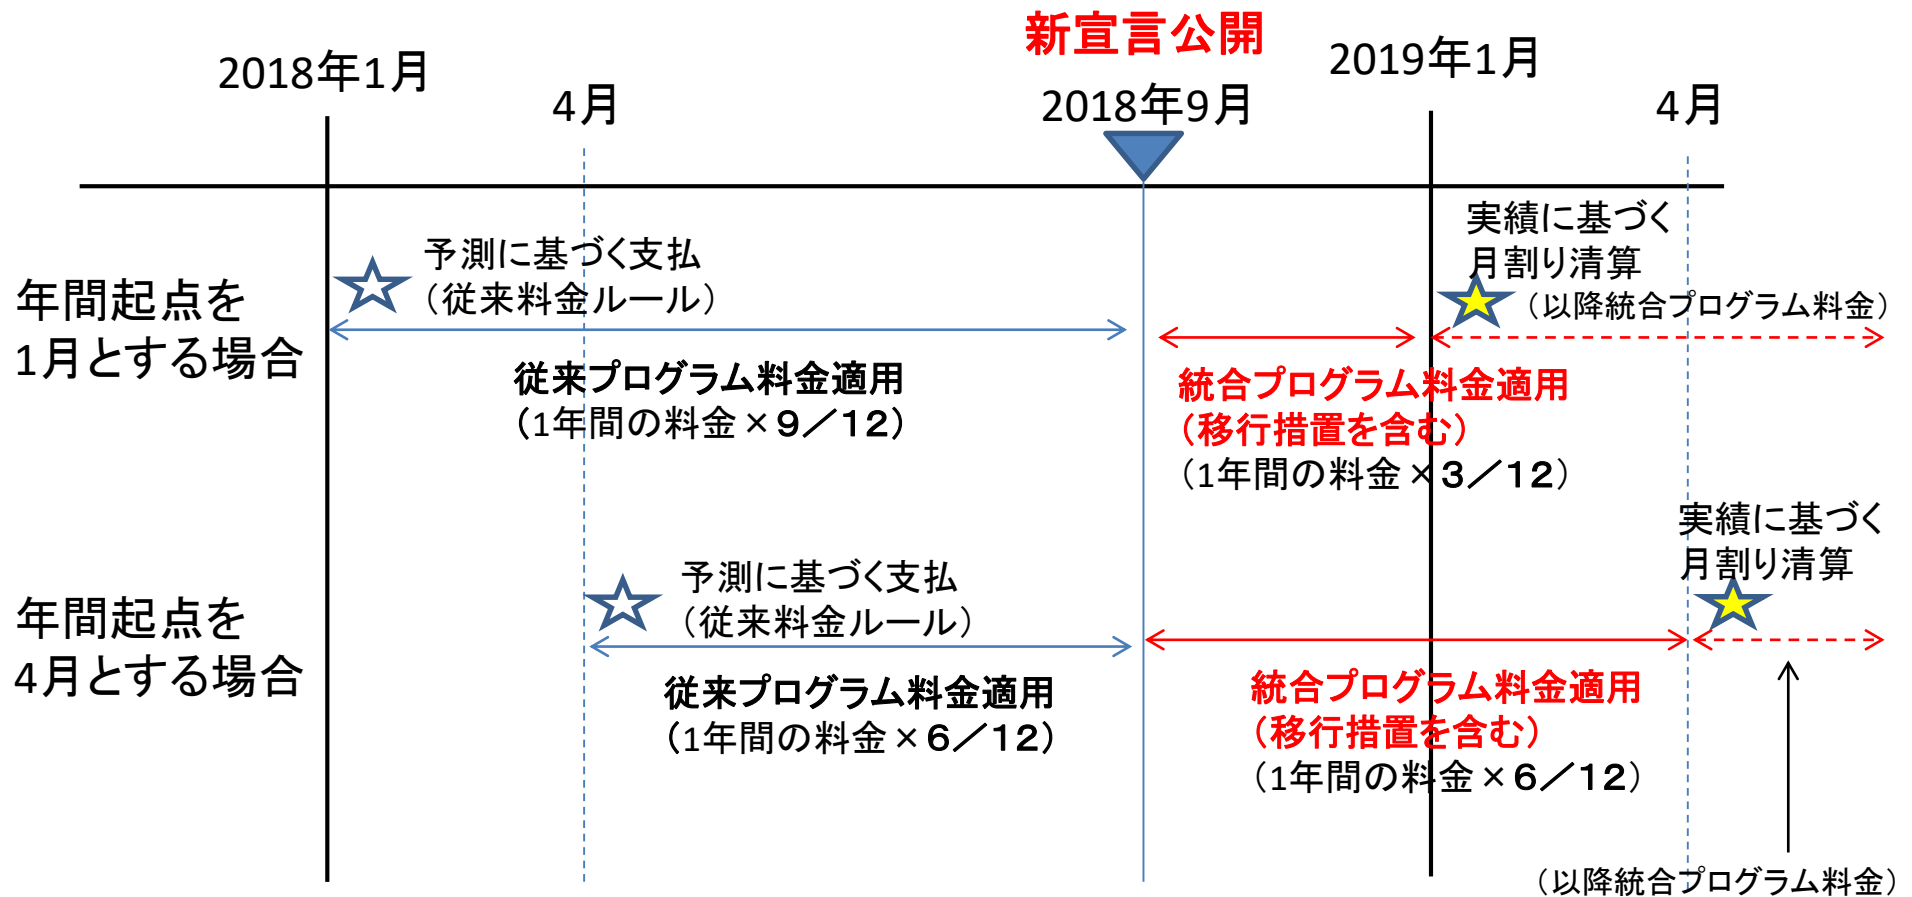 新宣言公開
2018年1月
4月
2018年9月
2019年1月
4月
年間起点を
1月とする場合
予測に基づく支払
（従来料金ルール）
従来プログラム料金適用
（1年間の料金×９／１２）
統合プログラム料金適用
（移行措置を含む）
（1年間の料金×３／１２）
実績に基づく
月割り清算
（以降統合プログラム料金）
年間起点を
4月とする場合
予測に基づく支払
（従来料金ルール）
従来プログラム料金適用
（1年間の料金×６／１２）
統合プログラム料金適用
（移行措置を含む）
（1年間の料金×６／１２）
実績に基づく
月割り清算
（以降統合プログラム料金）